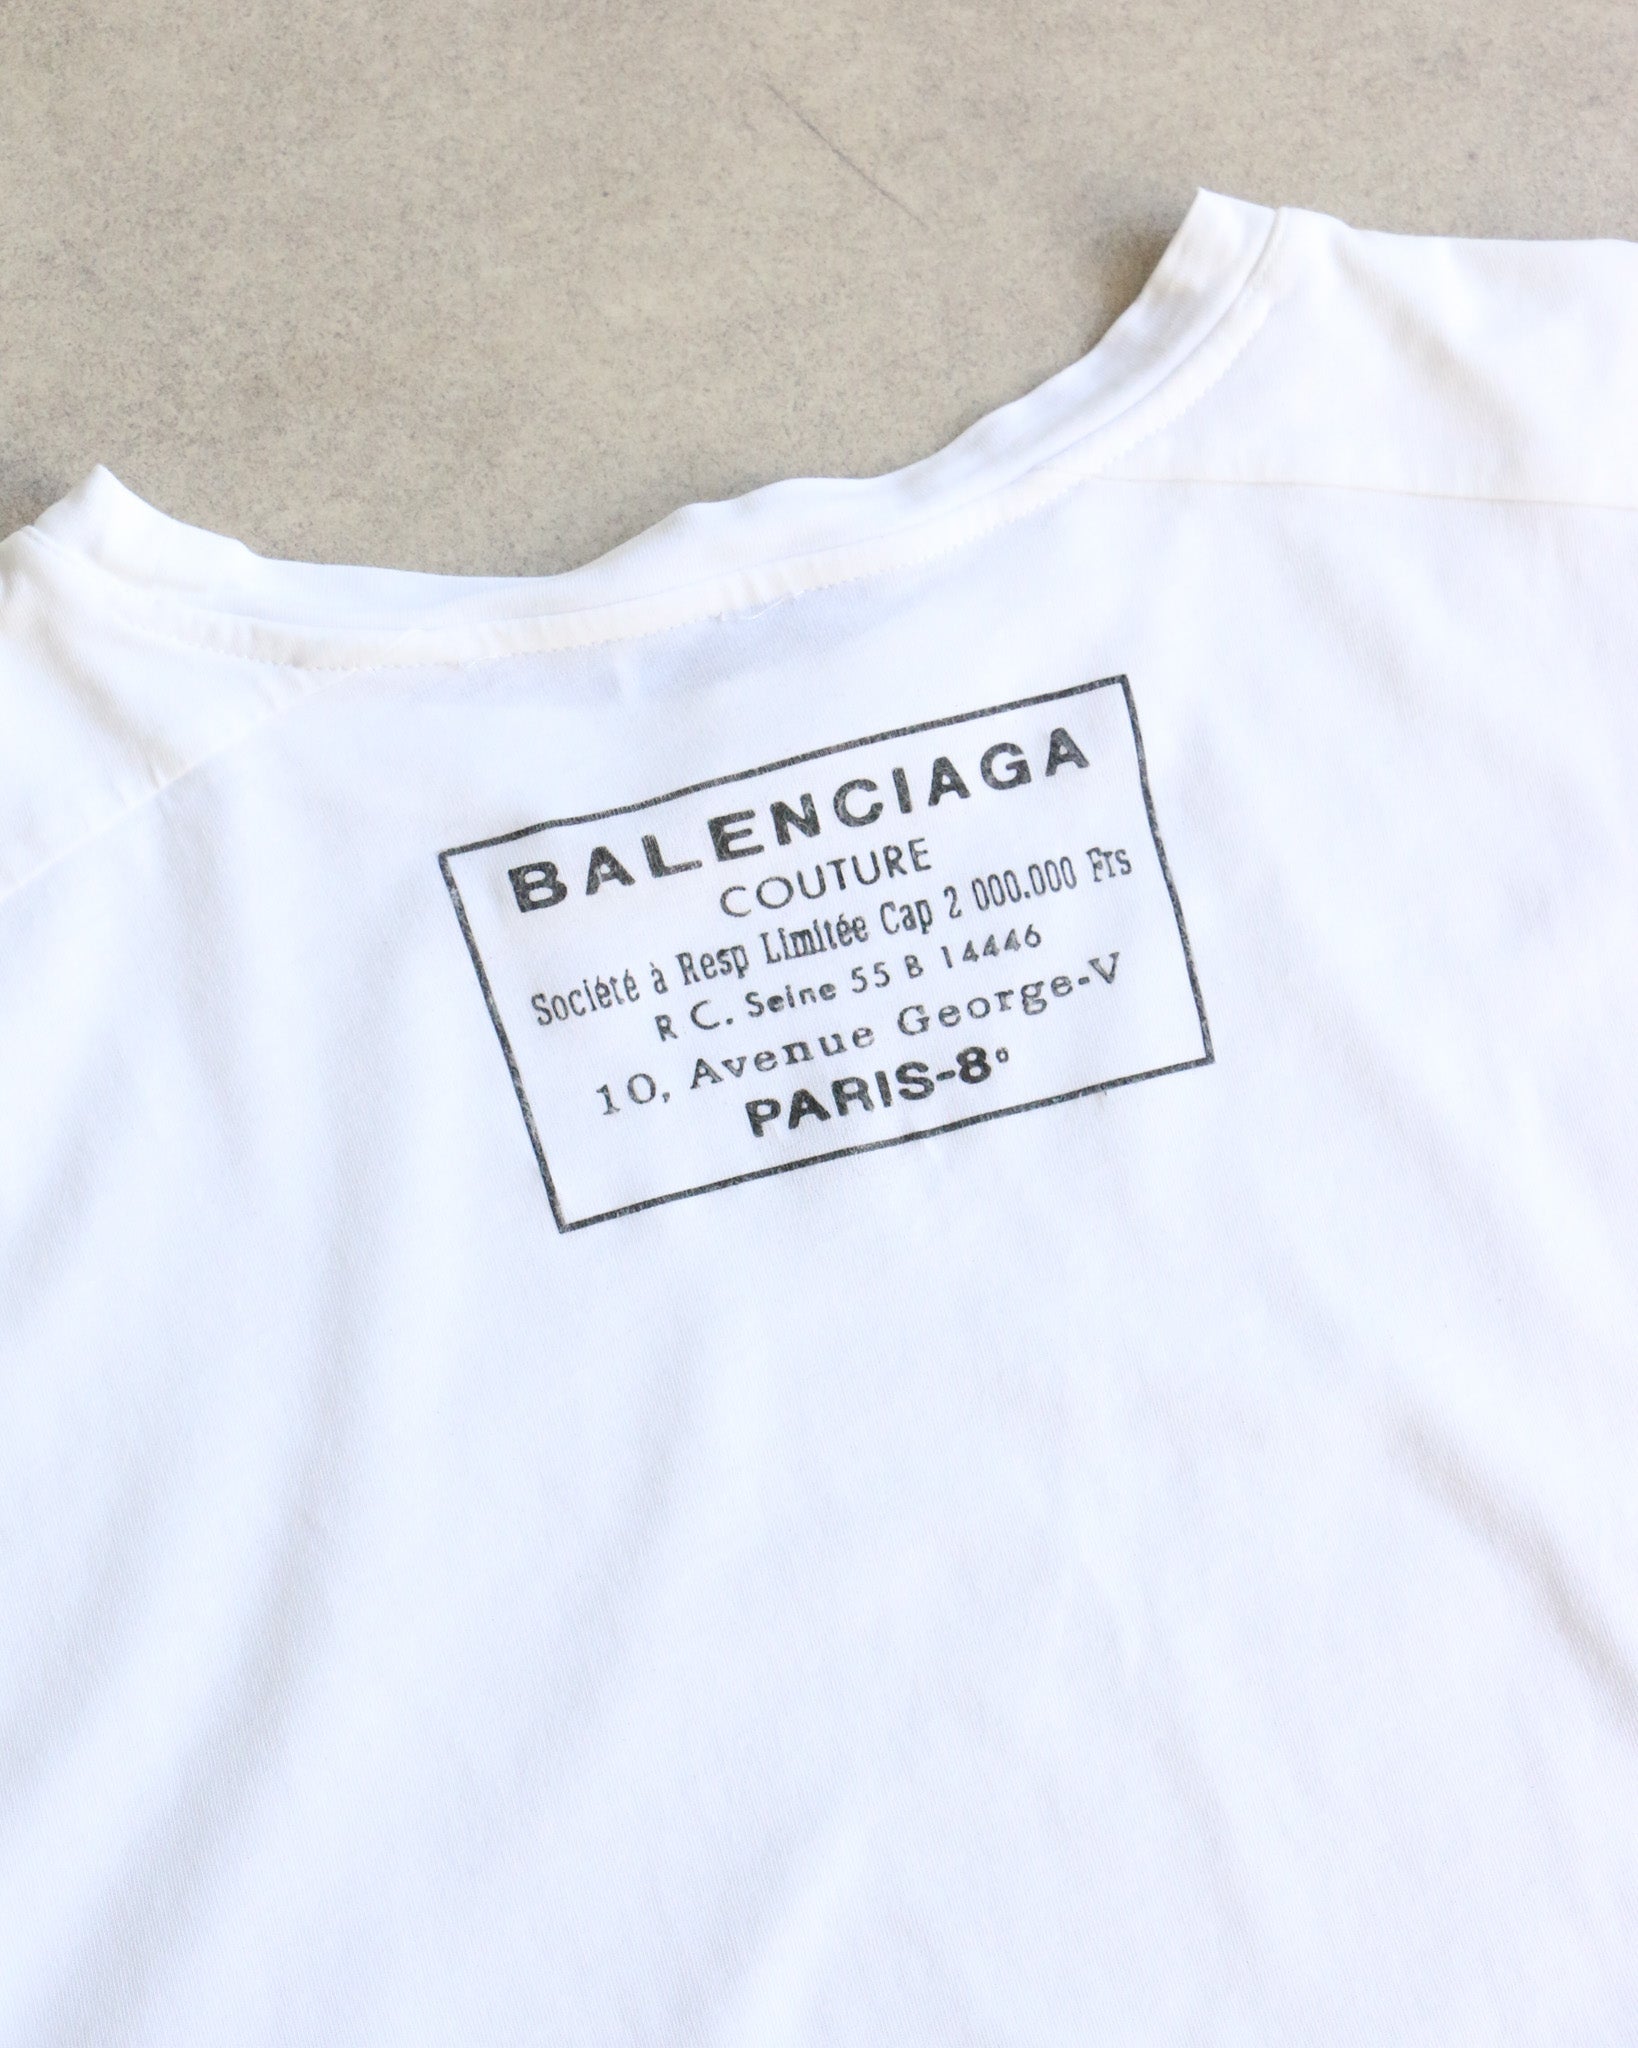 BALENCIAGA
COUTURE
Société à Resp Limitée Cap 2 000.000 Frs
R C. Seine 55 B 14446
10, Avenue George-V
PARIS-8°